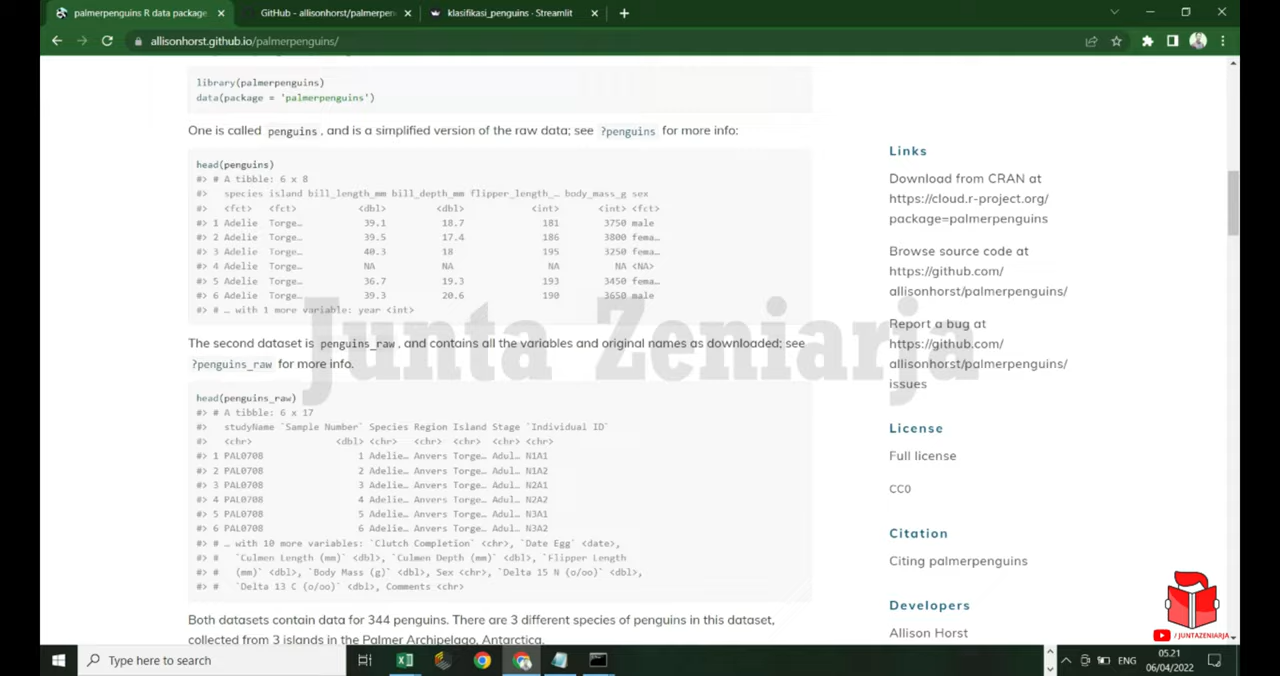 palmerpenguins R data package
GitHub - allisonhorst/palmerpen
klasifikasi_penguins - Streamlit
allisonhorst.github.io/palmerpenguins/
library(palmerpenguins)
data(package = 'palmerpenguins')
One is called penguins, and is a simplified version of the raw data; see ?penguins for more info:
head(penguins)
#> # A tibble: 6 x 8
#> species island bill_length_mm bill_depth_mm flipper_length_… body_mass_g sex
#> <fct> <fct> <dbl> <dbl> <int> <int> <fct>
#> 1 Adelie Torge… 39.1 18.7 181 3750 male
#> 2 Adelie Torge… 39.5 17.4 186 3800 fema…
#> 3 Adelie Torge… 40.3 18 195 3250 fema…
#> 4 Adelie Torge… NA NA NA NA <NA>
#> 5 Adelie Torge… 36.7 19.3 193 3450 fema…
#> 6 Adelie Torge… 39.3 20.6 190 3650 male
#> # … with 1 more variable: year <int>
The second dataset is penguins_raw, and contains all the variables and original names as downloaded; see
?penguins_raw for more info.
head(penguins_raw)
#> # A tibble: 6 x 17
#> studyName `Sample Number` Species Region Island Stage `Individual ID`
#> <chr> <dbl> <chr> <chr> <chr> <chr> <chr>
#> 1 PAL0708 1 Adelie… Anvers Torge… Adul… N1A1
#> 2 PAL0708 2 Adelie… Anvers Torge… Adul… N1A2
#> 3 PAL0708 3 Adelie… Anvers Torge… Adul… N2A1
#> 4 PAL0708 4 Adelie… Anvers Torge… Adul… N2A2
#> 5 PAL0708 5 Adelie… Anvers Torge… Adul… N3A1
#> 6 PAL0708 6 Adelie… Anvers Torge… Adul… N3A2
#> # … with 10 more variables: `Clutch Completion` <chr>, `Date Egg` <date>,
#> # `Culmen Length (mm)` <dbl>, `Culmen Depth (mm)` <dbl>, `Flipper Length
#> # (mm)` <dbl>, `Body Mass (g)` <dbl>, Sex <chr>, `Delta 15 N (o/oo)` <dbl>,
#> # `Delta 13 C (o/oo)` <dbl>, Comments <chr>
Both datasets contain data for 344 penguins. There are 3 different species of penguins in this dataset,
collected from 3 islands in the Palmer Archipelago, Antarctica.
Links
Download from CRAN at
https://cloud.r-project.org/
package=palmerpenguins
Browse source code at
https://github.com/
allisonhorst/palmerpenguins/
Report a bug at
https://github.com/
allisonhorst/palmerpenguins/
issues
License
Full license
CC0
Citation
Citing palmerpenguins
Developers
Allison Horst
Junta Zeniarja
/JUNTAZENIARJA
Type here to search
ENG
05.21
06/04/2022